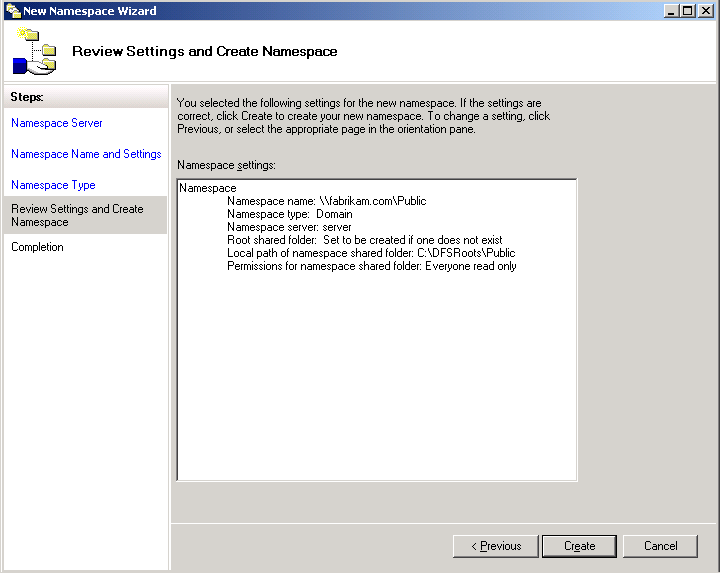 New Namespace Wizard
Review Settings and Create Namespace
Steps:
Namespace Server
Namespace Name and Settings
Namespace Type
Review Settings and Create
Namespace
Completion
You selected the following settings for the new namespace. If the settings are
correct, click Create to create your new namespace. To change a setting, click
Previous, or select the appropriate page in the orientation pane.
Namespace settings:
Namespace
Namespace name: \\fabrikam.com\Public
Namespace type:  Domain
Namespace server: server
Root shared folder:  Set to be created if one does not exist
Local path of namespace shared folder: C:\DFSRoots\Public
Permissions for namespace shared folder: Everyone read only
< Previous
Create
Cancel